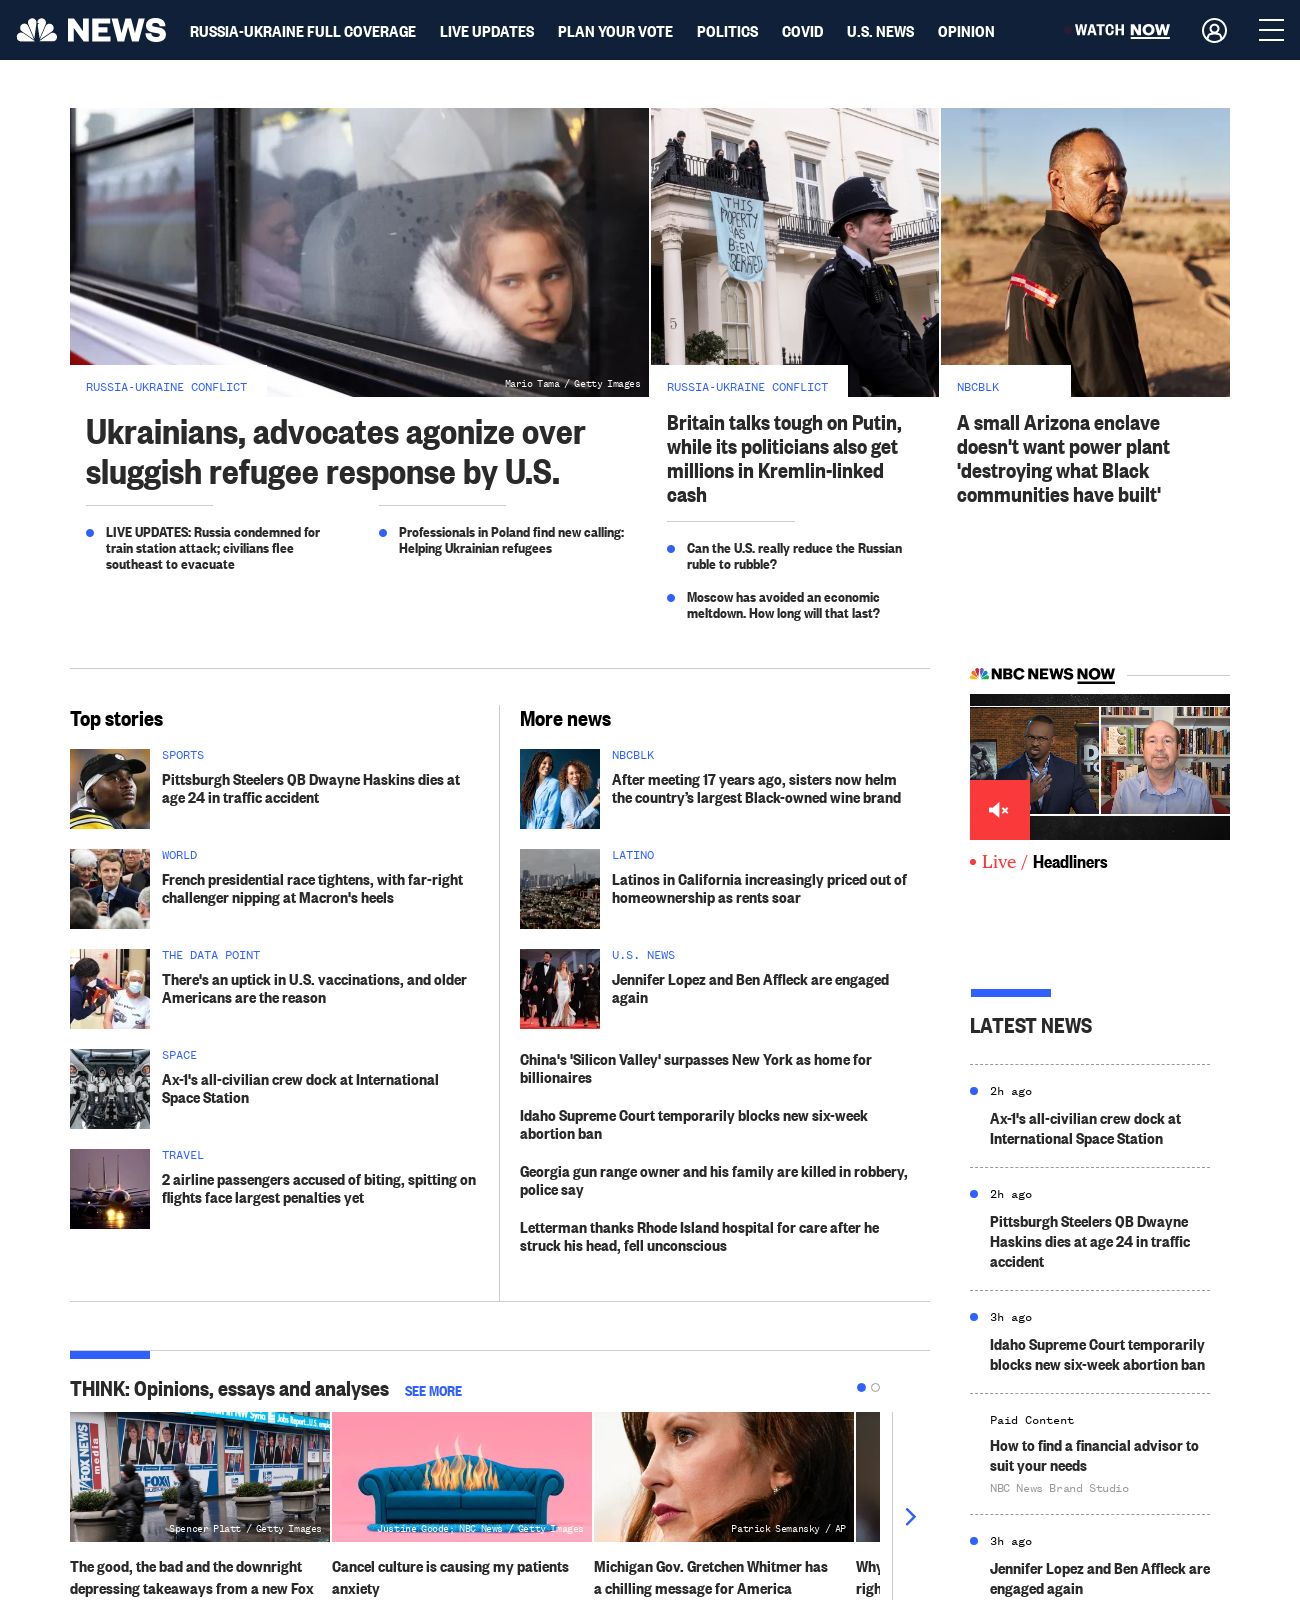 NEWS
RUSSIA-UKRAINE FULL COVERAGE
LIVE UPDATES
PLAN YOUR VOTE
POLITICS
COVID
U.S. NEWS
OPINION
WATCH NOW
THIS
PROPERTY
HAS
BEEN
LIBERATED
5
RUSSIA-UKRAINE CONFLICT
Mario Tama / Getty Images
Ukrainians, advocates agonize over
sluggish refugee response by U.S.
LIVE UPDATES: Russia condemned for
train station attack; civilians flee
southeast to evacuate
Professionals in Poland find new calling:
Helping Ukrainian refugees
RUSSIA-UKRAINE CONFLICT
Britain talks tough on Putin,
while its politicians also get
millions in Kremlin-linked
cash
Can the U.S. really reduce the Russian
ruble to rubble?
Moscow has avoided an economic
meltdown. How long will that last?
NBCBLK
A small Arizona enclave
doesn't want power plant
'destroying what Black
communities have built'
Top stories
SPORTS
Pittsburgh Steelers QB Dwayne Haskins dies at
age 24 in traffic accident
WORLD
French presidential race tightens, with far-right
challenger nipping at Macron's heels
THE DATA POINT
There's an uptick in U.S. vaccinations, and older
Americans are the reason
SPACE
Ax-1's all-civilian crew dock at International
Space Station
TRAVEL
2 airline passengers accused of biting, spitting on
flights face largest penalties yet
More news
NBCBLK
After meeting 17 years ago, sisters now helm
the country’s largest Black-owned wine brand
LATINO
Latinos in California increasingly priced out of
homeownership as rents soar
U.S. NEWS
Jennifer Lopez and Ben Affleck are engaged
again
China's 'Silicon Valley' surpasses New York as home for
billionaires
Idaho Supreme Court temporarily blocks new six-week
abortion ban
Georgia gun range owner and his family are killed in robbery,
police say
Letterman thanks Rhode Island hospital for care after he
struck his head, fell unconscious
NBC NEWS NOW
Live / Headliners
LATEST NEWS
2h ago
Ax-1's all-civilian crew dock at
International Space Station
2h ago
Pittsburgh Steelers QB Dwayne
Haskins dies at age 24 in traffic
accident
3h ago
Idaho Supreme Court temporarily
blocks new six-week abortion ban
Paid Content
How to find a financial advisor to
suit your needs
NBC News Brand Studio
3h ago
Jennifer Lopez and Ben Affleck are
engaged again
THINK: Opinions, essays and analyses
SEE MORE
FOX NEWS
media
FOX
Spencer Platt / Getty Images
The good, the bad and the downright
depressing takeaways from a new Fox
Justine Goode; NBC News / Getty Images
Cancel culture is causing my patients
anxiety
Patrick Semansky / AP
Michigan Gov. Gretchen Whitmer has
a chilling message for America
Why
righ